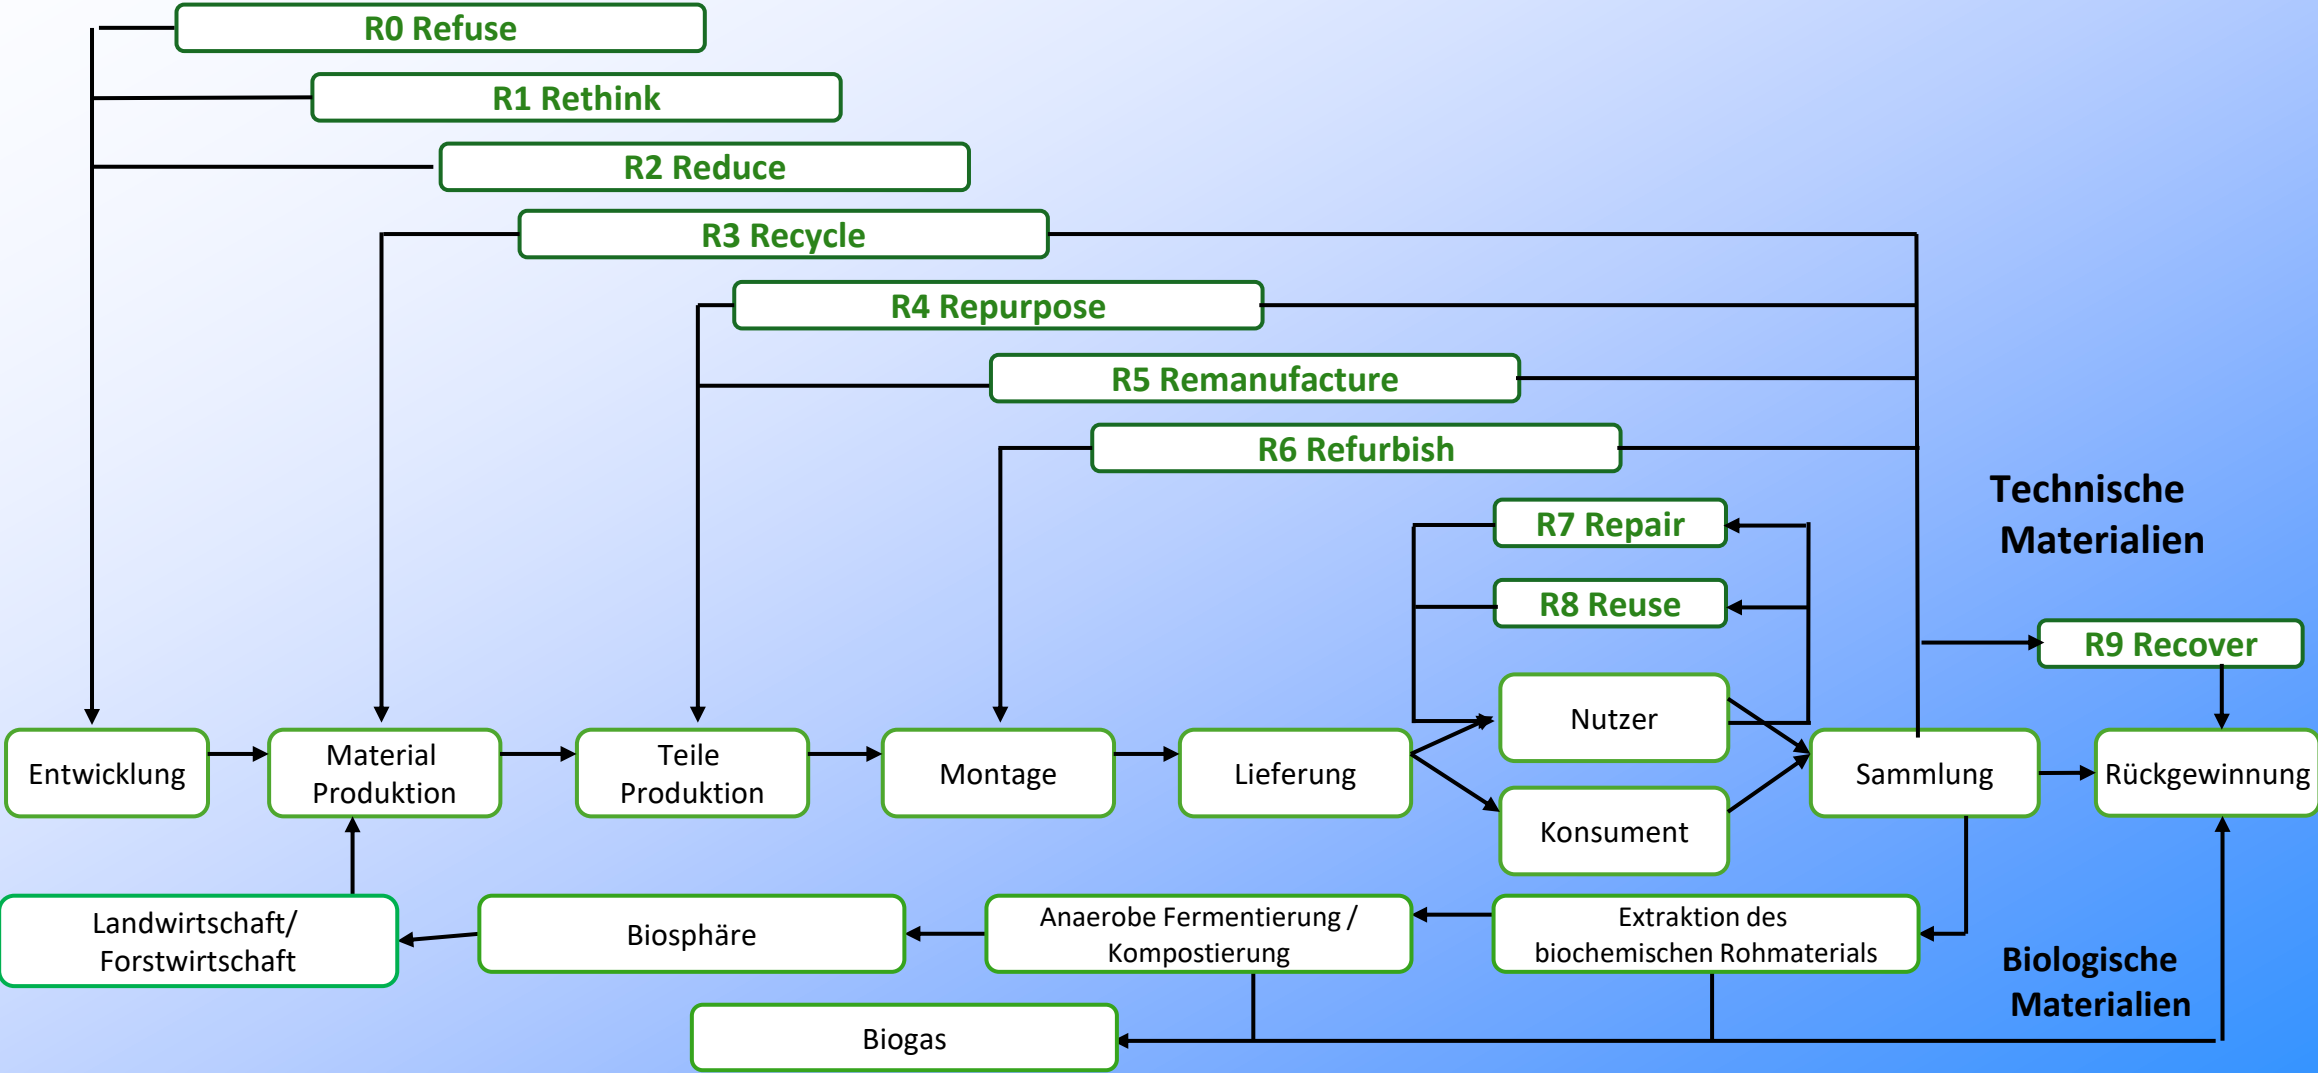 R0 Refuse
R1 Rethink
R2 Reduce
R3 Recycle
R4 Repurpose
R5 Remanufacture
R6 Refurbish
Technische
Materialien
R7 Repair
R8 Reuse
R9 Recover
Entwicklung
Material
Produktion
Teile
Produktion
Montage
Lieferung
Nutzer
Konsument
Sammlung
Rückgewinnung
Landwirtschaft/
Forstwirtschaft
Biosphäre
Anaerobe Fermentierung /
Kompostierung
Extraktion des
biochemischen Rohmaterials
Biologische
Materialien
Biogas